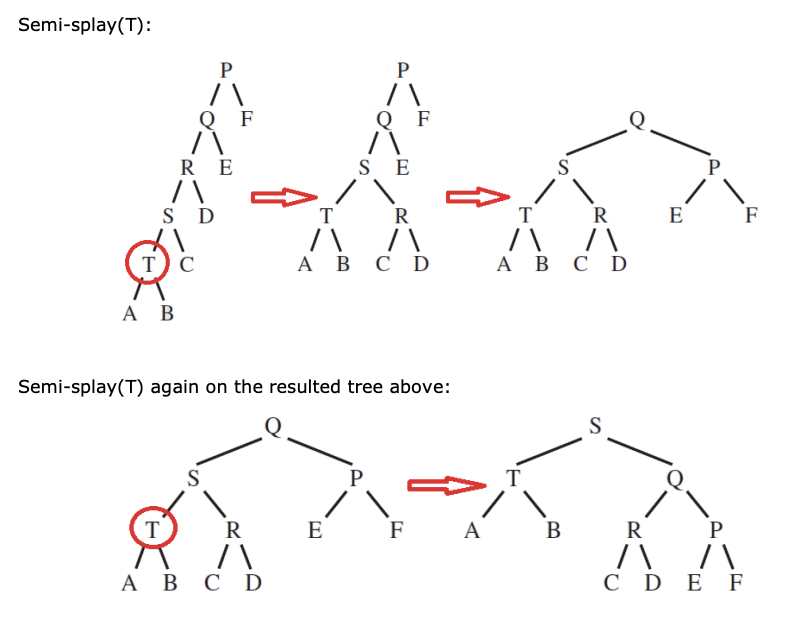 Semi-splay(T):
P P
Q F Q F Q
R E S E S P
S D T R T R E F
T C A B C D A B C D
A B
Semi-splay(T) again on the resulted tree above:
Q S
S P T Q
T R E F A B R P
A B C D C D E F